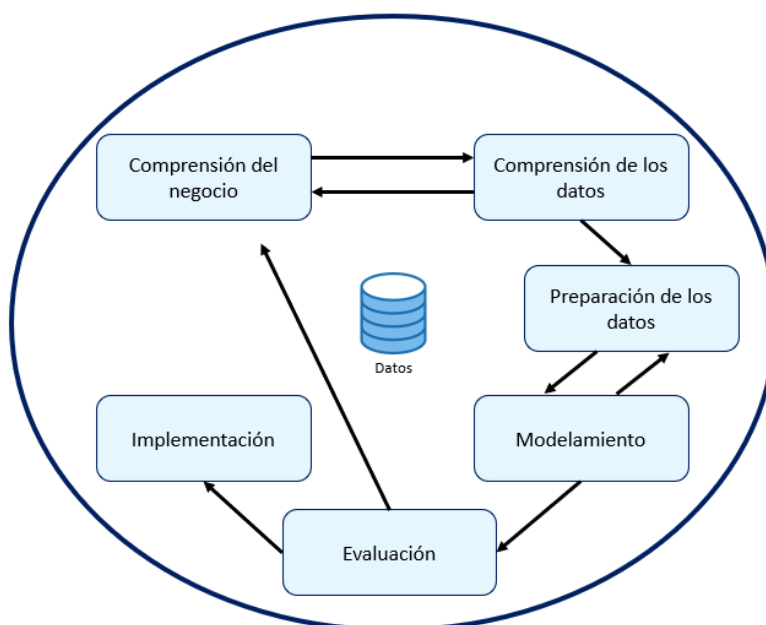 Comprensión del
negocio
Comprensión de los
datos
Preparación de los
datos
Datos
Implementación
Modelamiento
Evaluación